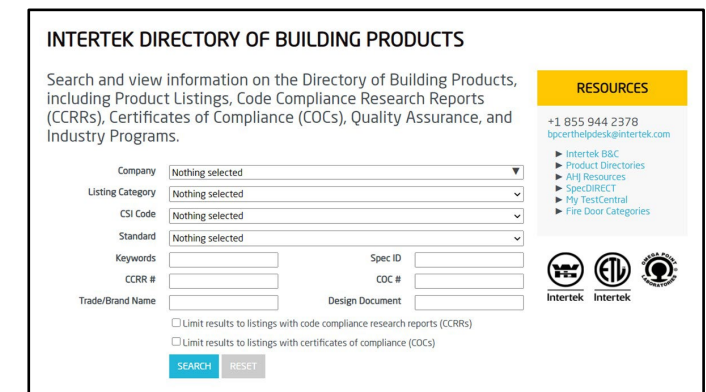 INTERTEK DIRECTORY OF BUILDING PRODUCTS
Search and view information on the Directory of Building Products,
including Product Listings, Code Compliance Research Reports
(CCRRs), Certificates of Compliance (COCs), Quality Assurance, and
Industry Programs.
Company
Nothing selected
Listing Category
Nothing selected
CSI Code
Nothing selected
Standard
Nothing selected
Keywords
Spec ID
CCRR #
COC #
Trade/Brand Name
Design Document
Limit results to listings with code compliance research reports (CCRRs)
Limit results to listings with certificates of compliance (COCs)
SEARCH
RESET
RESOURCES
+1 855 944 2378
bpcerthelpdesk@intertek.com
Intertek B&C
Product Directories
AHJ Resources
SpecDIRECT
My TestCentral
Fire Door Categories
WH
Intertek
ETL
Intertek
OMEGA POINT
LABORATORIES